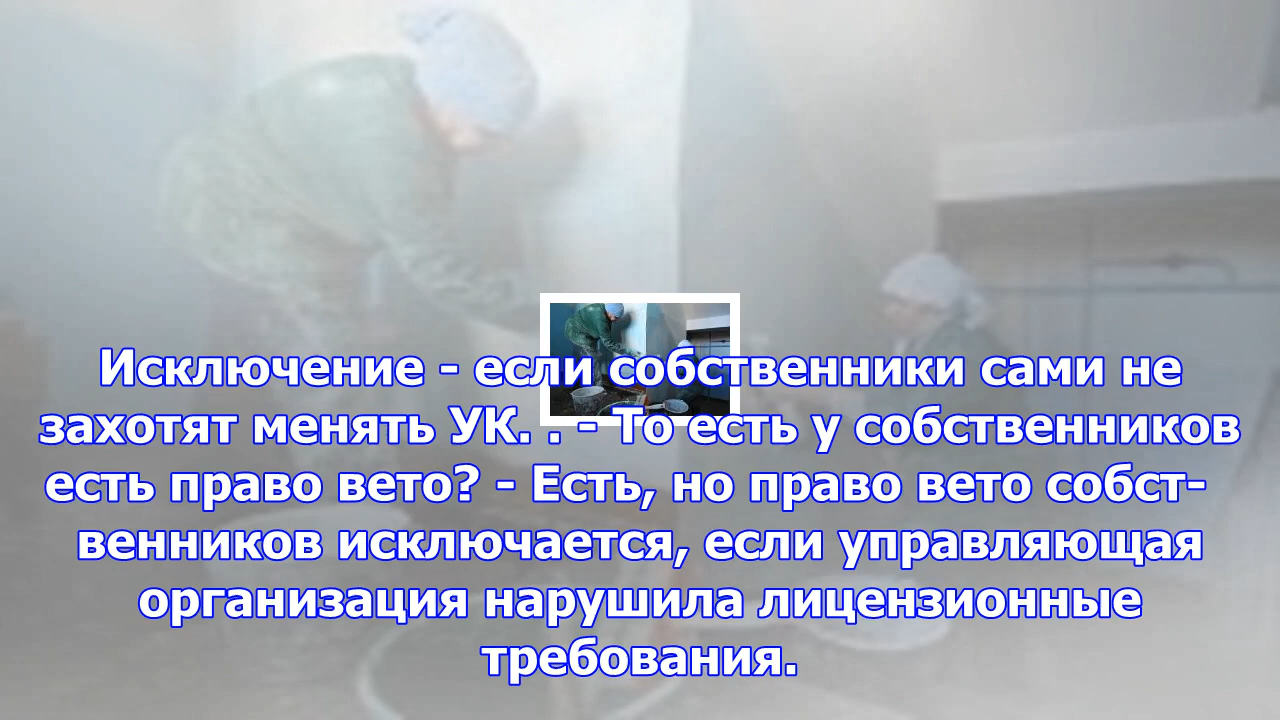 Исключение - если собственники сами не
захотят менять УК. . - То есть у собственников
есть право вето? - Есть, но право вето собст-
венников исключается, если управляющая
организация нарушила лицензионные
требования.